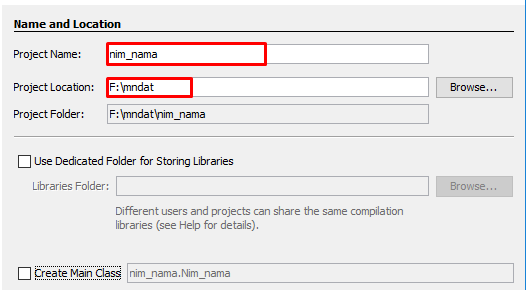 Name and Location
Project Name: nim_nama
Project Location: F:\mndat Browse...
Project Folder: F:\mndat\nim_nama
Use Dedicated Folder for Storing Libraries
Libraries Folder: Browse...
Different users and projects can share the same compilation
libraries (see Help for details).
Create Main Class nim_nama.Nim_nama